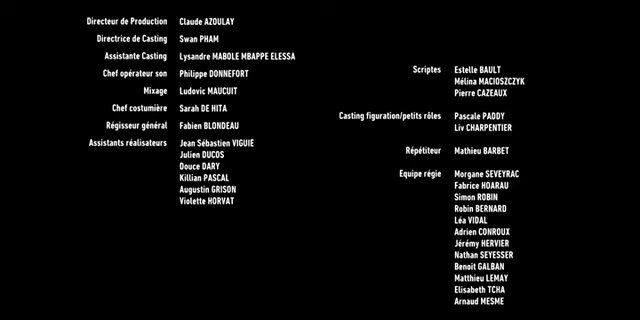 Directeur de Production Claude AZOULAY
Directrice de Casting Swan PHAM
Assistante Casting Lysandre MABOLE MBAPPE ELESSA
Chef opérateur son Philippe DONNEFORT
Mixage Ludovic MAUCUIT
Chef costumière Sarah DE HITA
Régisseur général Fabien BLONDEAU
Assistants réalisateurs Jean Sébastien VIGUIÉ
Julien DUCOS
Douce DARY
Killian PASCAL
Augustin GRISON
Violette HORVAT
Scriptes Estelle BAULT
Mélina MACIOSZCZYK
Pierre CAZEAUX
Casting figuration/petits rôles Pascale PADDY
Liv CHARPENTIER
Répétiteur Mathieu BARBET
Equipe régie Morgane SEVEYRAC
Fabrice HOARAU
Simon ROBIN
Robin BERNARD
Léa VIDAL
Adrien CONROUX
Jérémy HERVIER
Nathan SEYESSER
Benoit GALBAN
Matthieu LEMAY
Elisabeth TCHA
Arnaud MESME